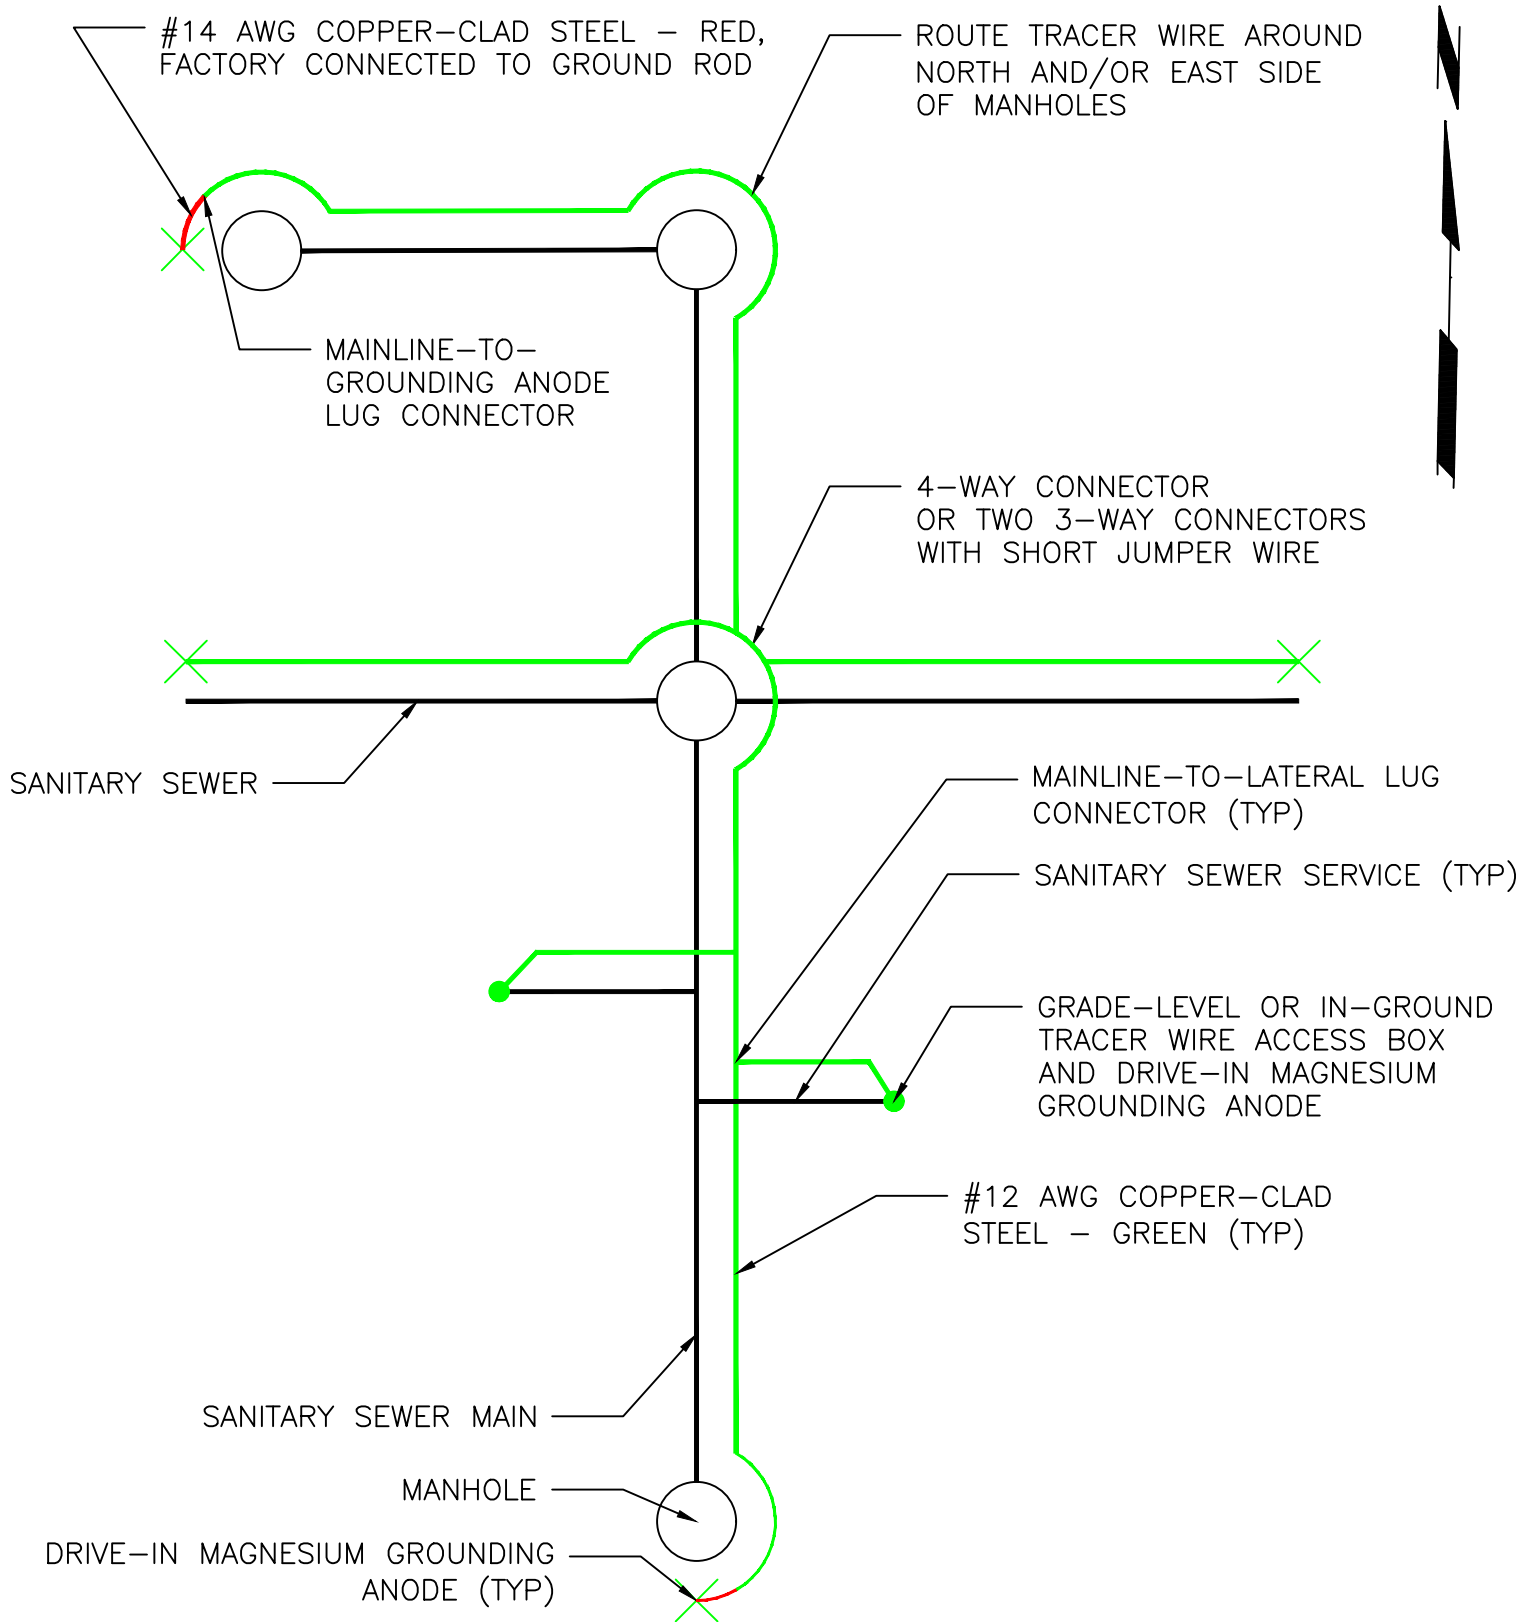 #14 AWG COPPER-CLAD STEEL - RED,
FACTORY CONNECTED TO GROUND ROD
ROUTE TRACER WIRE AROUND
NORTH AND/OR EAST SIDE
OF MANHOLES
N
MAINLINE-TO-
GROUNDING ANODE
LUG CONNECTOR
4-WAY CONNECTOR
OR TWO 3-WAY CONNECTORS
WITH SHORT JUMPER WIRE
SANITARY SEWER
MAINLINE-TO-LATERAL LUG
CONNECTOR (TYP)
SANITARY SEWER SERVICE (TYP)
GRADE-LEVEL OR IN-GROUND
TRACER WIRE ACCESS BOX
AND DRIVE-IN MAGNESIUM
GROUNDING ANODE
#12 AWG COPPER-CLAD
STEEL - GREEN (TYP)
SANITARY SEWER MAIN
MANHOLE
DRIVE-IN MAGNESIUM GROUNDING
ANODE (TYP)